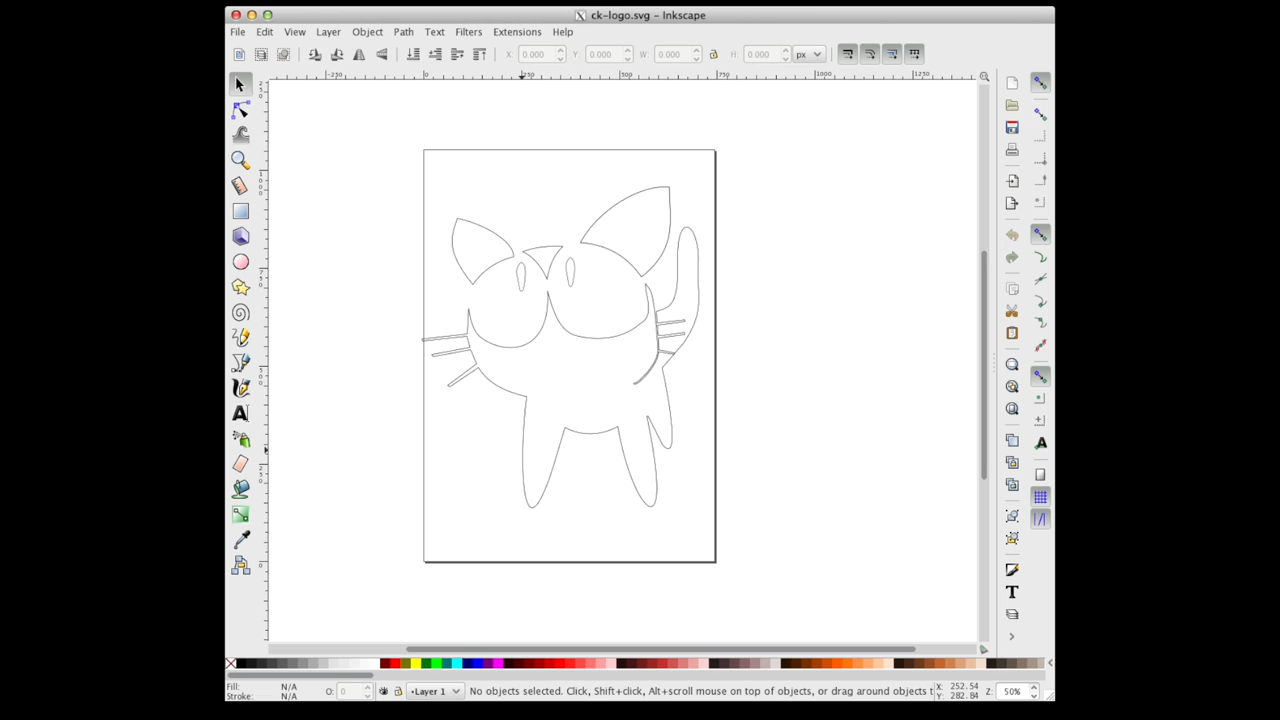 ck-logo.svg - Inkscape
File Edit View Layer Object Path Text Filters Extensions Help
X: 0.000 Y: 0.000 W: 0.000 H: 0.000 px
-250 0 250 500 750 1000 1250
Fill: N/A
Stroke: N/A
O: 0
•Layer 1
No objects selected. Click, Shift+click, Alt+scroll mouse on top of objects, or drag around objects t
X: 252.54
Y: 282.84
Z: 50%